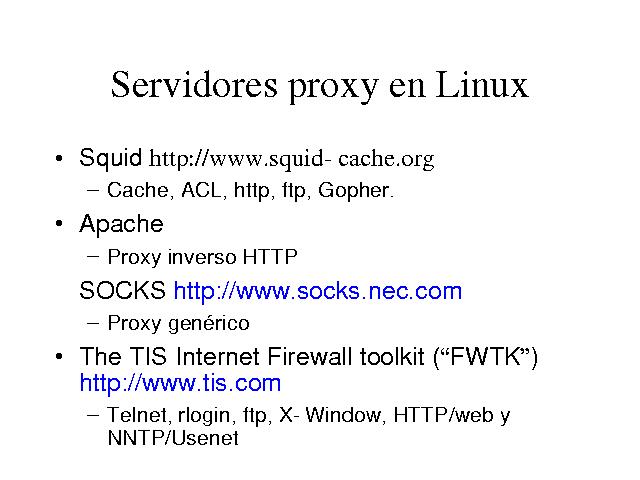 Servidores proxy en Linux
• Squid http://www.squid- cache.org
– Cache, ACL, http, ftp, Gopher.
• Apache
– Proxy inverso HTTP
SOCKS http://www.socks.nec.com
– Proxy genérico
• The TIS Internet Firewall toolkit (“FWTK”)
http://www.tis.com
– Telnet, rlogin, ftp, X- Window, HTTP/web y
NNTP/Usenet